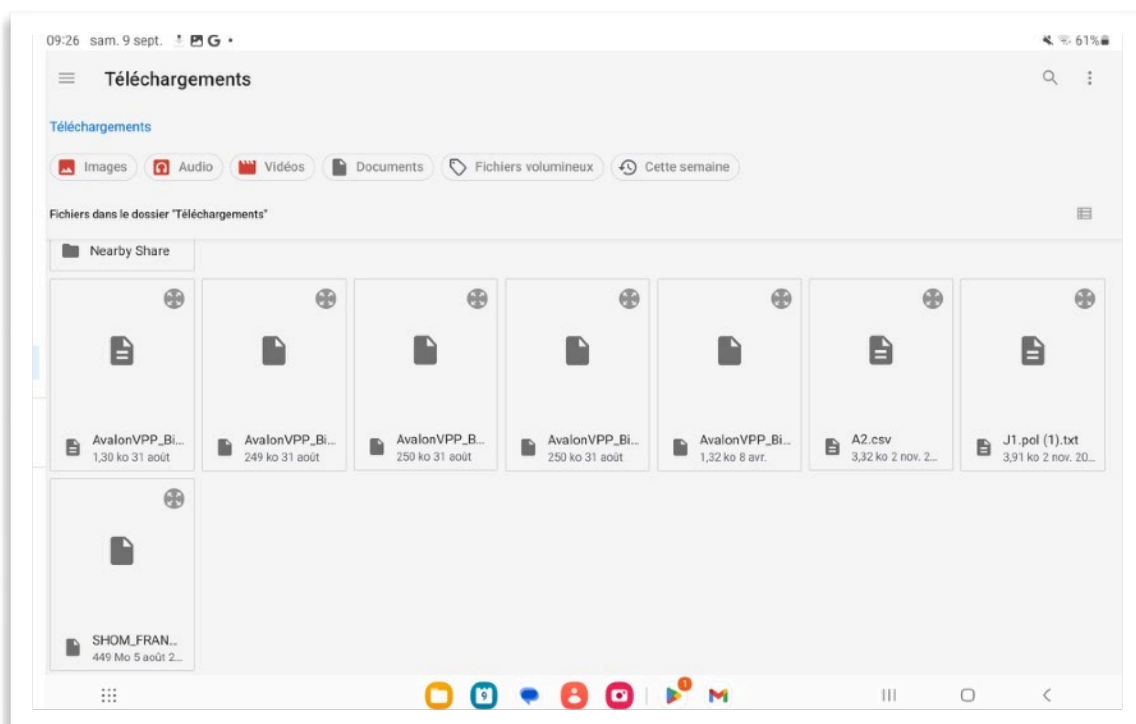 09:26 sam. 9 sept. G •
61%
Téléchargements
Téléchargements
Images Audio Vidéos Documents Fichiers volumineux Cette semaine
Fichiers dans le dossier "Téléchargements"
Nearby Share
AvalonVPP_Bi... AvalonVPP_Bi... AvalonVPP_B... AvalonVPP_Bi... AvalonVPP_Bi... A2.csv J1.pol (1).txt
1,30 ko 31 août 249 ko 31 août 250 ko 31 août 250 ko 31 août 1,32 ko 8 avr. 3,32 ko 2 nov. 2... 3,91 ko 2 nov. 20...
SHOM_FRAN...
449 Mo 5 août 2...
9 1